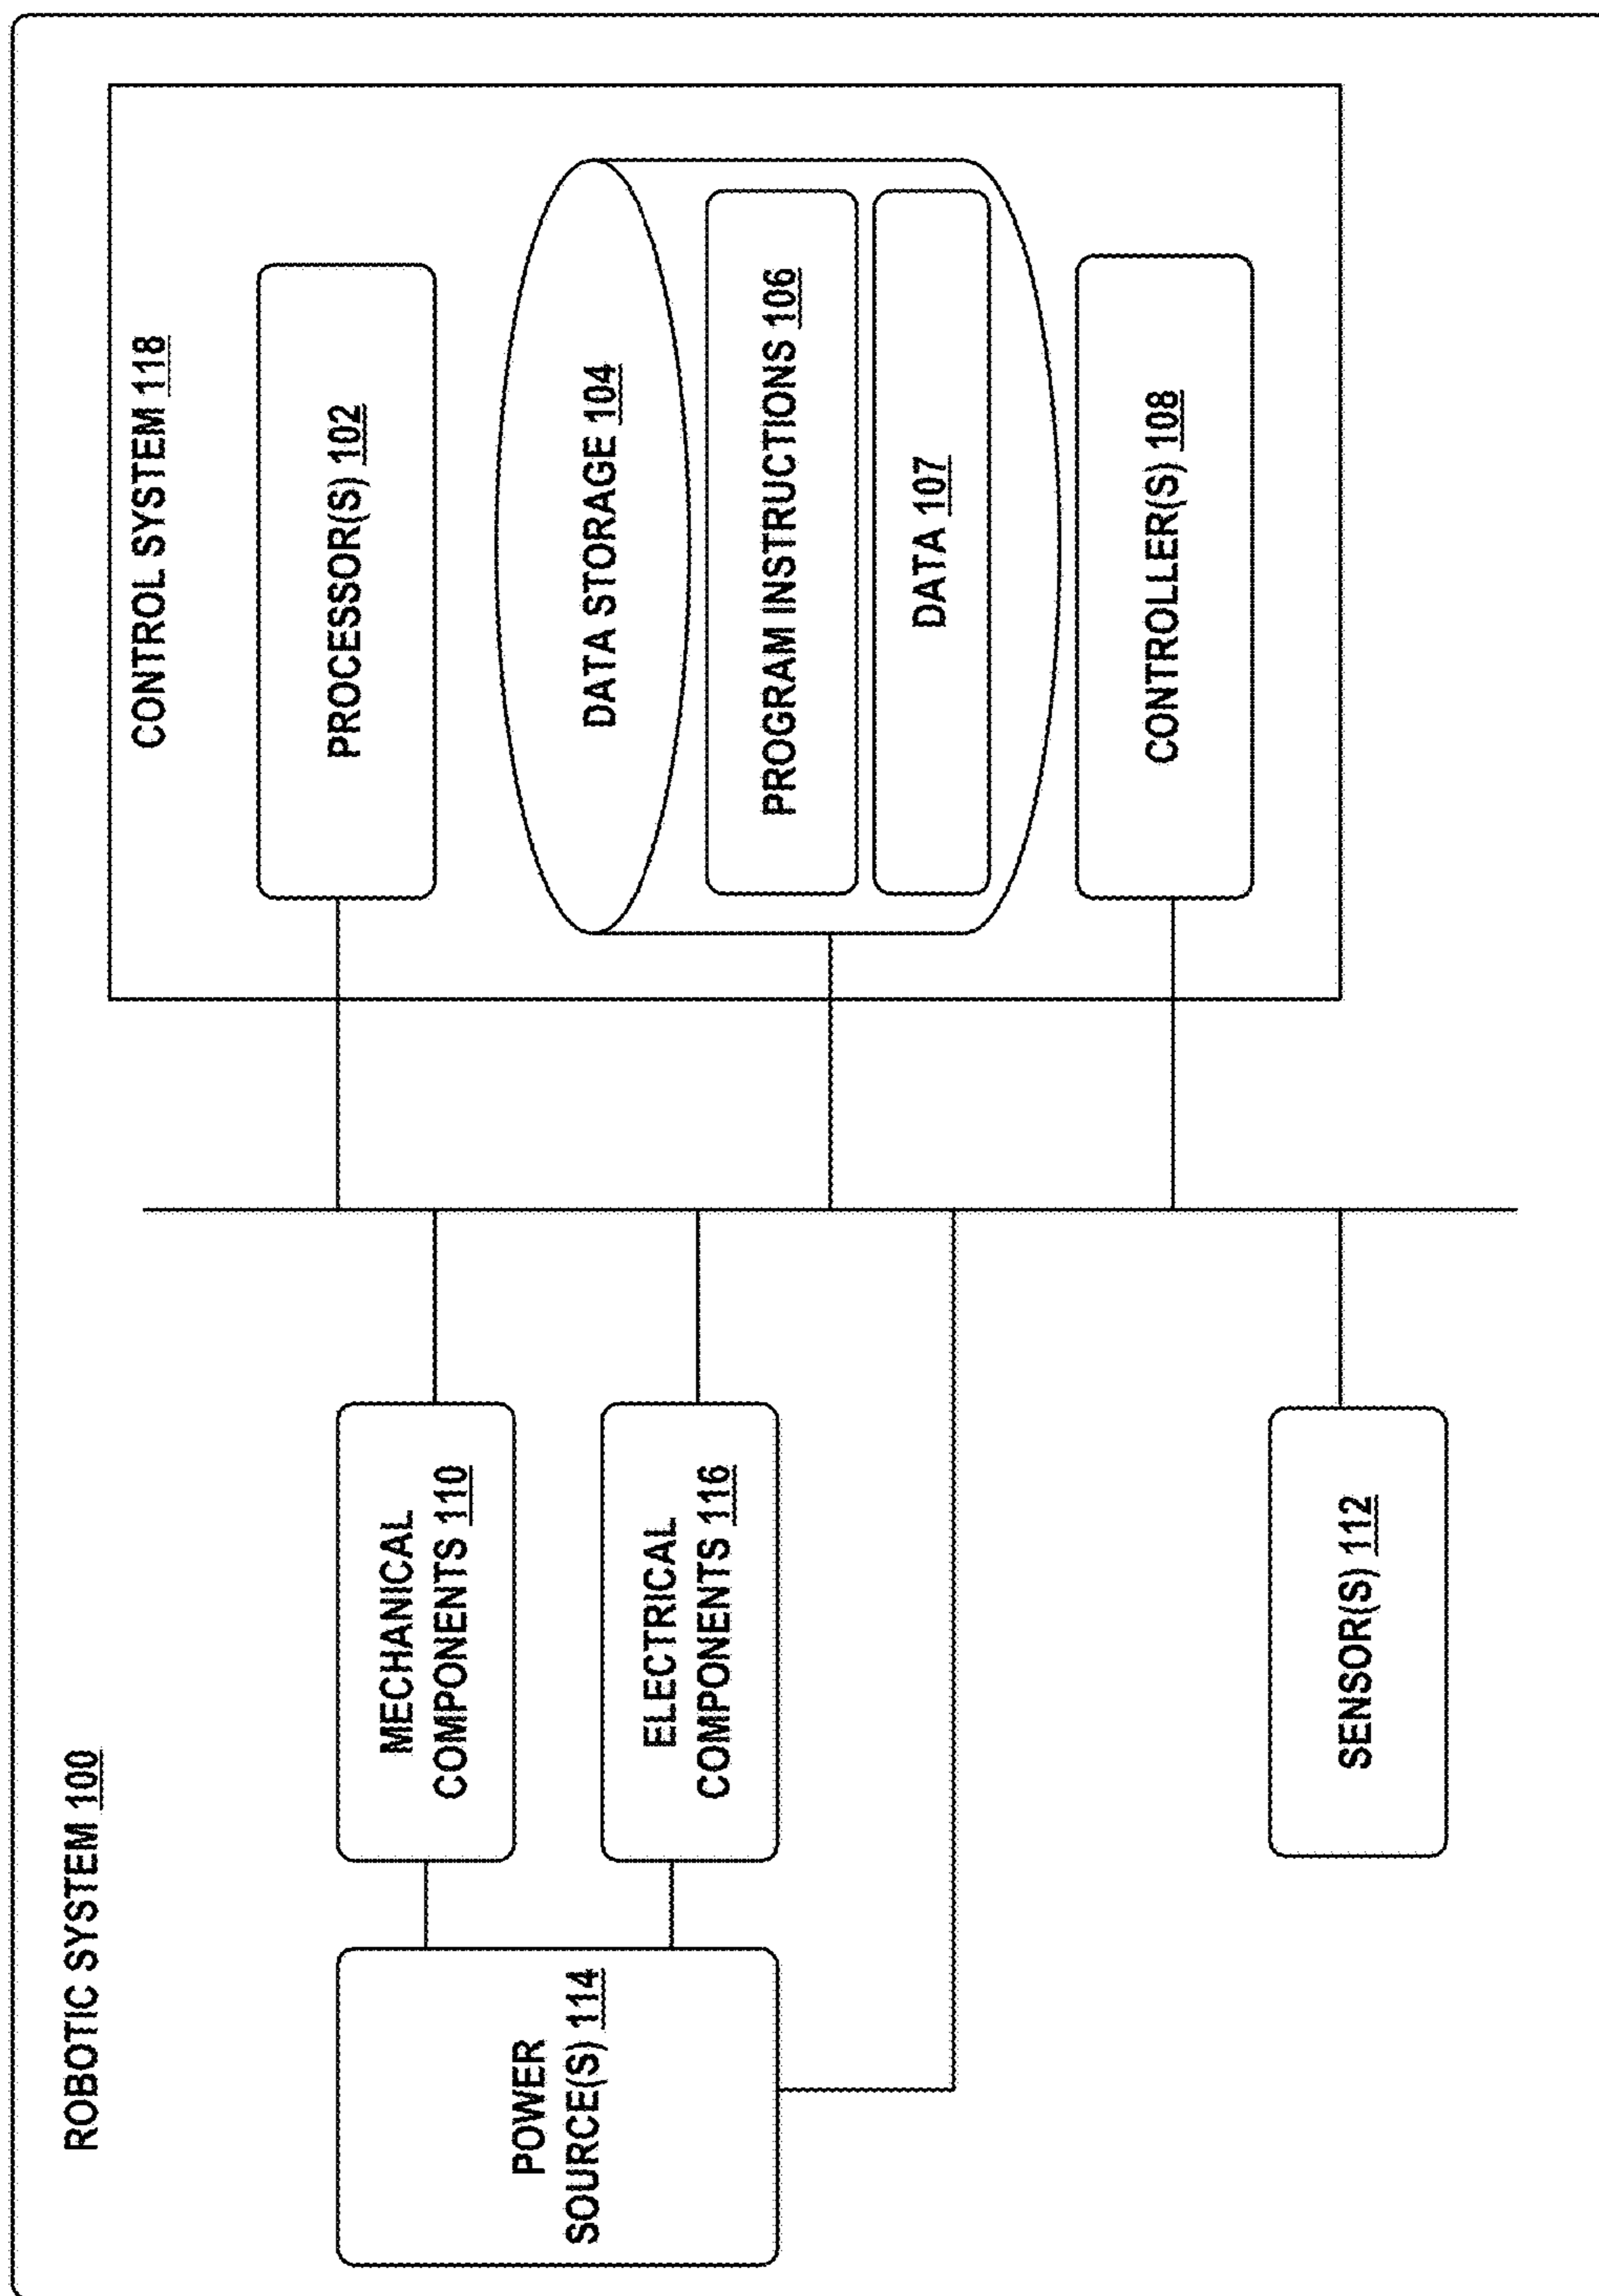 ROBOTIC SYSTEM 100
POWER
SOURCE(S) 114
MECHANICAL
COMPONENTS 110
ELECTRICAL
COMPONENTS 116
SENSOR(S) 112
CONTROL SYSTEM 118
PROCESSOR(S) 102
DATA STORAGE 104
PROGRAM INSTRUCTIONS 106
DATA 107
CONTROLLER(S) 108